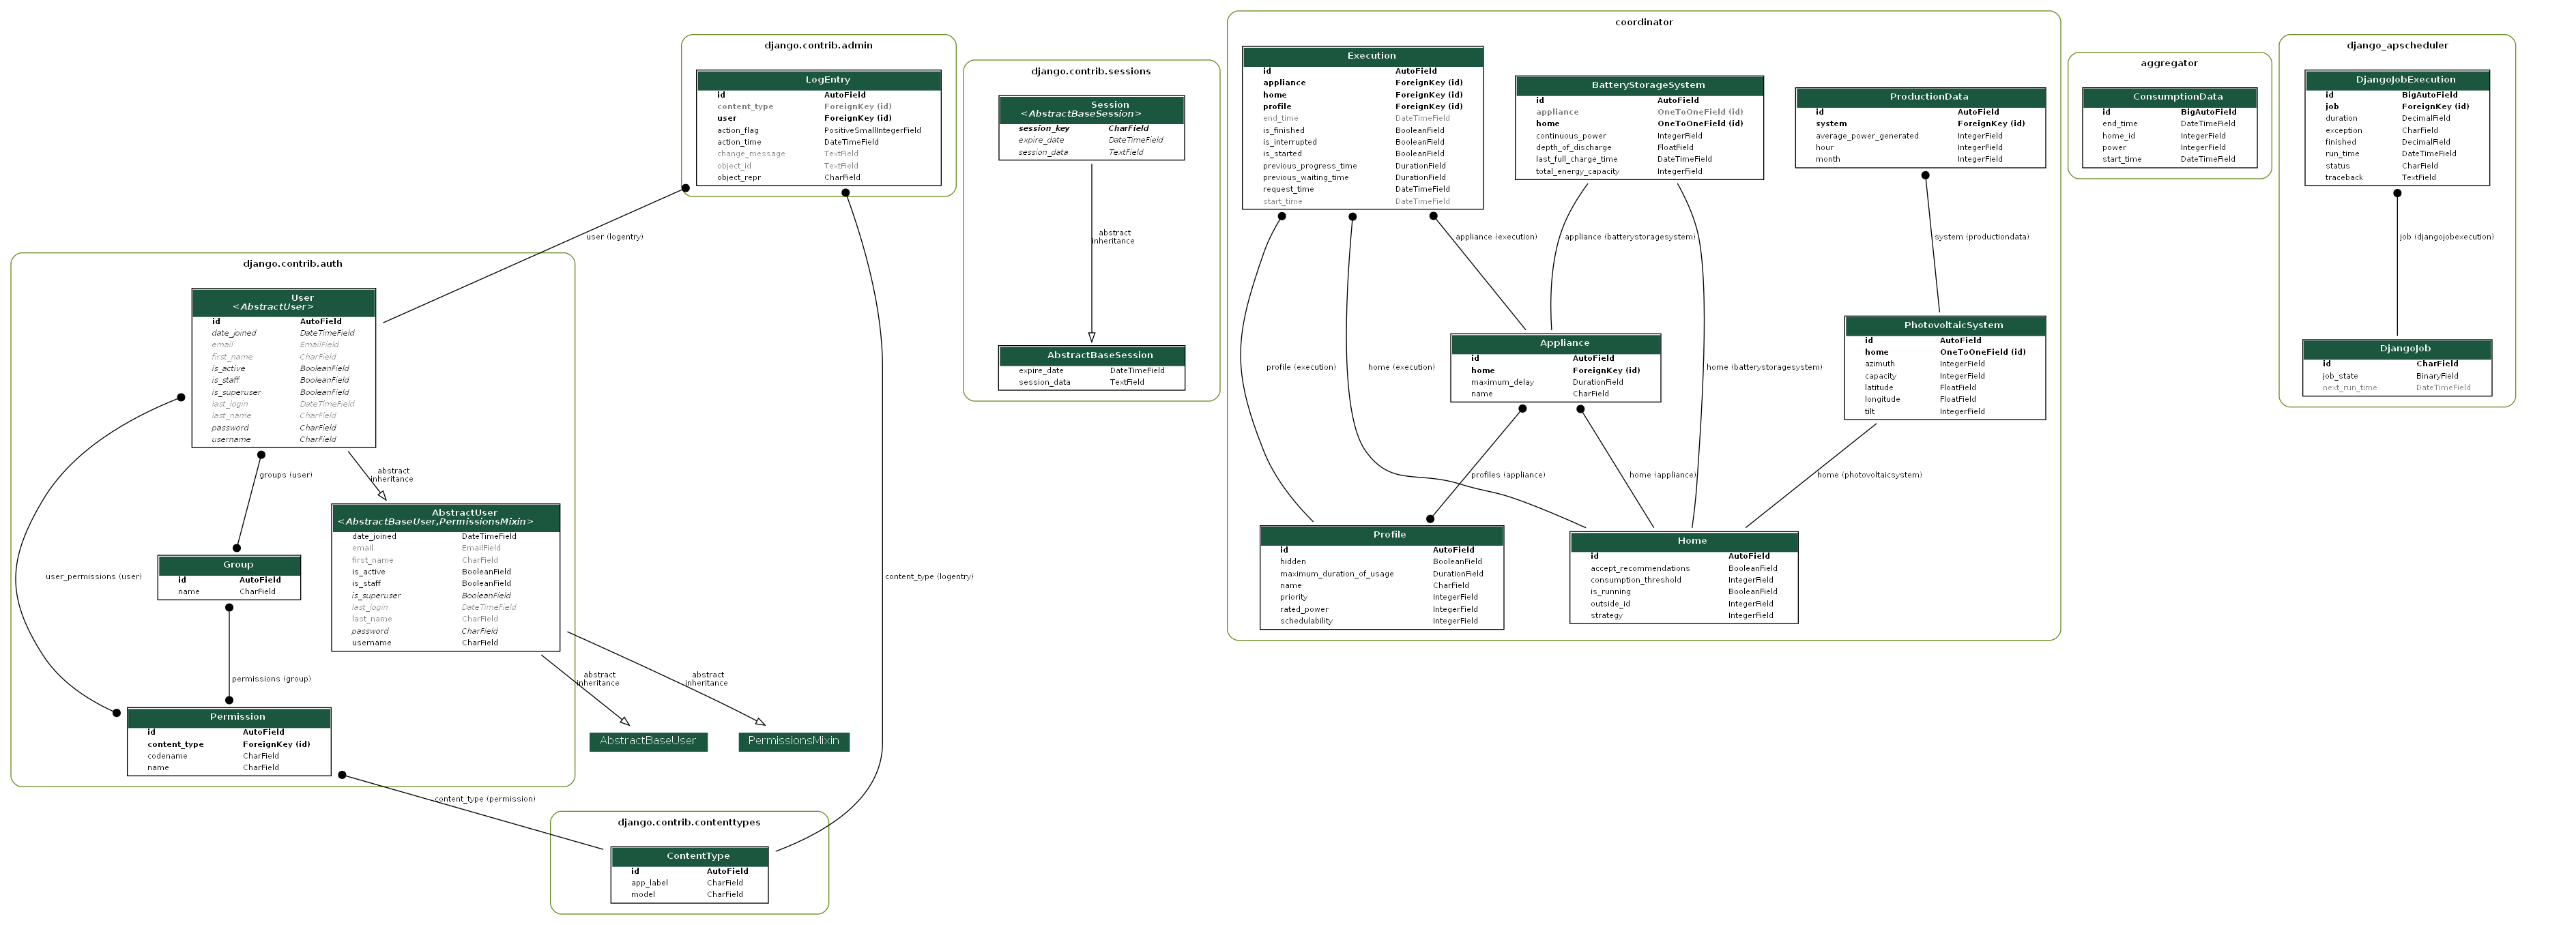 django.contrib.admin
LogEntry
id AutoField
content_type ForeignKey (id)
user ForeignKey (id)
action_flag PositiveSmallIntegerField
action_time DateTimeField
change_message TextField
object_id TextField
object_repr CharField
user (logentry)
content_type (logentry)
django.contrib.auth
User
<AbstractUser>
id AutoField
date_joined DateTimeField
email EmailField
first_name CharField
is_active BooleanField
is_staff BooleanField
is_superuser BooleanField
last_login DateTimeField
last_name CharField
password CharField
username CharField
groups (user)
abstract
inheritance
user_permissions (user)
AbstractUser
<AbstractBaseUser,PermissionsMixin>
date_joined DateTimeField
email EmailField
first_name CharField
is_active BooleanField
is_staff BooleanField
is_superuser BooleanField
last_login DateTimeField
last_name CharField
password CharField
username CharField
Group
id AutoField
name CharField
permissions (group)
abstract
inheritance
abstract
inheritance
Permission
id AutoField
content_type ForeignKey (id)
codename CharField
name CharField
AbstractBaseUser
PermissionsMixin
content_type (permission)
django.contrib.contenttypes
ContentType
id AutoField
app_label CharField
model CharField
django.contrib.sessions
Session
<AbstractBaseSession>
session_key CharField
expire_date DateTimeField
session_data TextField
abstract
inheritance
AbstractBaseSession
expire_date DateTimeField
session_data TextField
coordinator
Execution
id AutoField
appliance ForeignKey (id)
home ForeignKey (id)
profile ForeignKey (id)
end_time DateTimeField
is_finished BooleanField
is_interrupted BooleanField
is_started BooleanField
previous_progress_time DurationField
previous_waiting_time DurationField
request_time DateTimeField
start_time DateTimeField
BatteryStorageSystem
id AutoField
appliance OneToOneField (id)
home OneToOneField (id)
continuous_power IntegerField
depth_of_discharge FloatField
last_full_charge_time DateTimeField
total_energy_capacity IntegerField
ProductionData
id AutoField
system ForeignKey (id)
average_power_generated IntegerField
hour IntegerField
month IntegerField
appliance (execution)
appliance (batterystoragesystem)
system (productiondata)
profile (execution)
home (execution)
home (batterystoragesystem)
Appliance
id AutoField
home ForeignKey (id)
maximum_delay DurationField
name CharField
PhotovoltaicSystem
id AutoField
home OneToOneField (id)
azimuth IntegerField
capacity IntegerField
latitude FloatField
longitude FloatField
tilt IntegerField
profiles (appliance)
home (appliance)
home (photovoltaicsystem)
Profile
id AutoField
hidden BooleanField
maximum_duration_of_usage DurationField
name CharField
priority IntegerField
rated_power IntegerField
schedulability IntegerField
Home
id AutoField
accept_recommendations BooleanField
consumption_threshold IntegerField
is_running BooleanField
outside_id IntegerField
strategy IntegerField
aggregator
ConsumptionData
id BigAutoField
end_time DateTimeField
home_id IntegerField
power IntegerField
start_time DateTimeField
django_apscheduler
DjangoJobExecution
id BigAutoField
job ForeignKey (id)
duration DecimalField
exception CharField
finished DecimalField
run_time DateTimeField
status CharField
traceback TextField
job (djangojobexecution)
DjangoJob
id CharField
job_state BinaryField
next_run_time DateTimeField